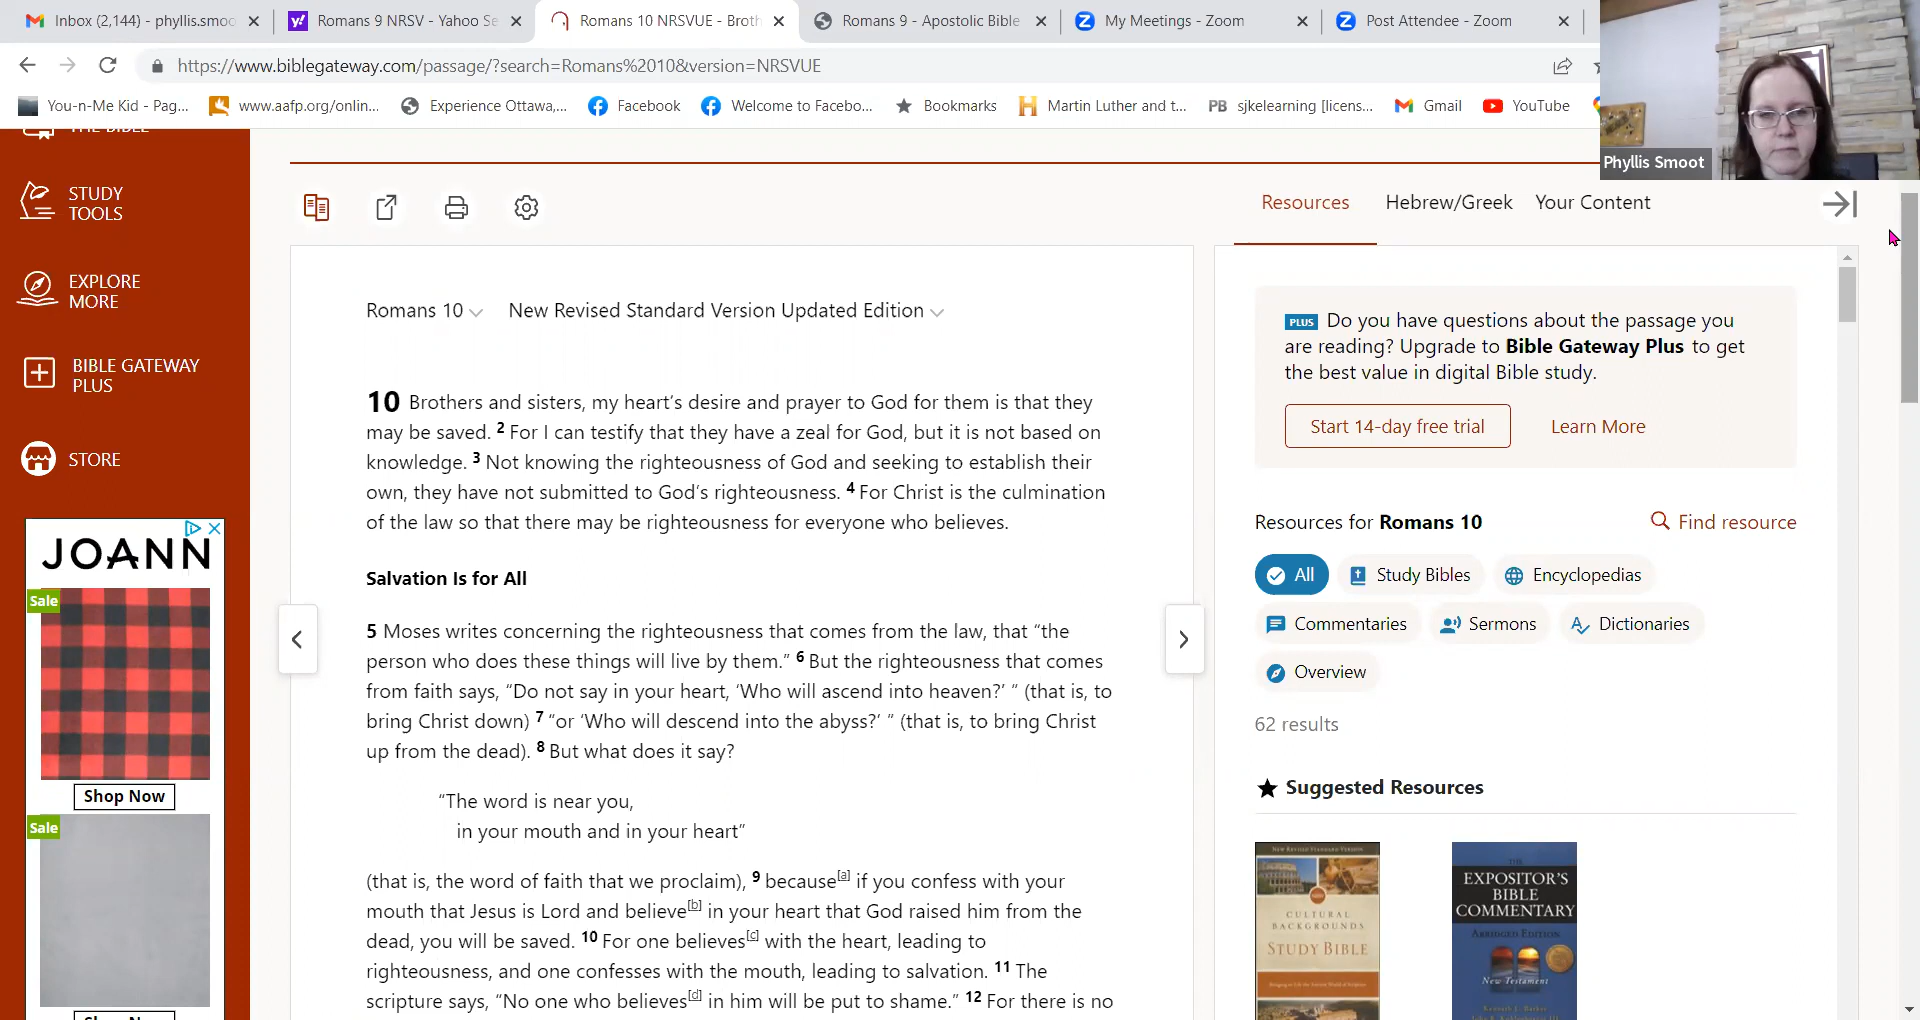 Inbox (2,144) - phyllis.smoo
Romans 9 NRSV - Yahoo Se
Romans 10 NRSVUE - Broth
Romans 9 - Apostolic Bible
My Meetings - Zoom
Post Attendee - Zoom
https://www.biblegateway.com/passage/?search=Romans%2010&version=NRSVUE
You-n-Me Kid - Pag...
www.aafp.org/onlin...
Experience Ottawa,...
Facebook
Welcome to Facebo...
Bookmarks
Martin Luther and t...
PB sjkelearning [licens...
Gmail
YouTube
Phyllis Smoot
THE BIBLE
STUDY
TOOLS
EXPLORE
MORE
BIBLE GATEWAY
PLUS
STORE
JOANN
Sale
Shop Now
Sale
Resources
Hebrew/Greek
Your Content
Romans 10
New Revised Standard Version Updated Edition
10 Brothers and sisters, my heart’s desire and prayer to God for them is that they
may be saved. 2 For I can testify that they have a zeal for God, but it is not based on
knowledge. 3 Not knowing the righteousness of God and seeking to establish their
own, they have not submitted to God’s righteousness. 4 For Christ is the culmination
of the law so that there may be righteousness for everyone who believes.
Salvation Is for All
5 Moses writes concerning the righteousness that comes from the law, that “the
person who does these things will live by them.” 6 But the righteousness that comes
from faith says, “Do not say in your heart, ‘Who will ascend into heaven?’ ” (that is, to
bring Christ down) 7 “or ‘Who will descend into the abyss?’ ” (that is, to bring Christ
up from the dead). 8 But what does it say?
“The word is near you,
in your mouth and in your heart”
(that is, the word of faith that we proclaim), 9 because[a] if you confess with your
mouth that Jesus is Lord and believe[b] in your heart that God raised him from the
dead, you will be saved. 10 For one believes[c] with the heart, leading to
righteousness, and one confesses with the mouth, leading to salvation. 11 The
scripture says, “No one who believes[d] in him will be put to shame.” 12 For there is no
PLUS Do you have questions about the passage you
are reading? Upgrade to Bible Gateway Plus to get
the best value in digital Bible study.
Start 14-day free trial
Learn More
Resources for Romans 10
Find resource
All
Study Bibles
Encyclopedias
Commentaries
Sermons
Dictionaries
Overview
62 results
Suggested Resources
NEW REVISED STANDARD VERSION
CULTURAL
BACKGROUNDS
STUDY BIBLE
THE
EXPOSITOR'S
BIBLE
COMMENTARY
ABRIDGED EDITION
New Testament